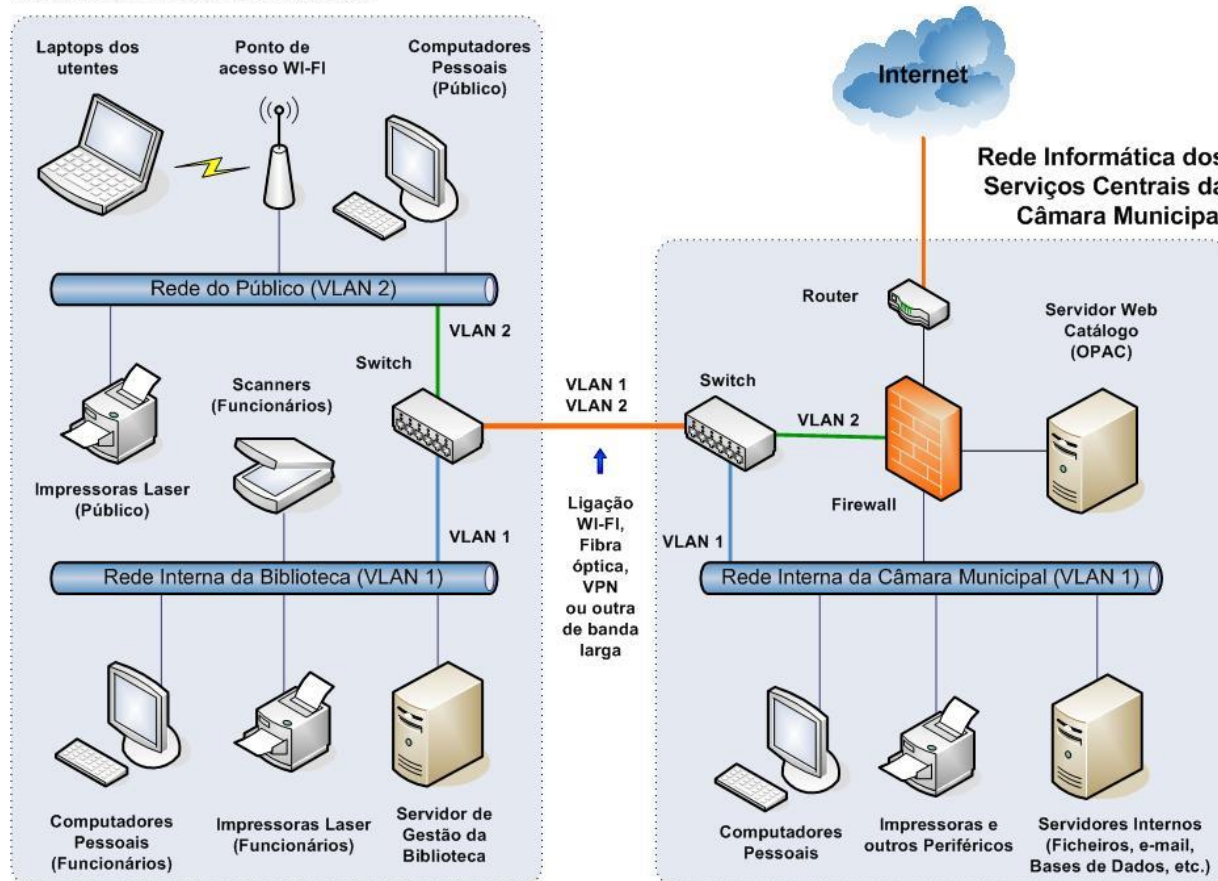 Laptops dos
utentes
Ponto de
acesso WI-FI
Computadores
Pessoais
(Público)
Rede do Público (VLAN 2)
VLAN 2
Switch
Scanners
(Funcionários)
Impressoras Laser
(Público)
VLAN 1
Rede Interna da Biblioteca (VLAN 1)
Computadores
Pessoais
(Funcionários)
Impressoras Laser
(Funcionários)
Servidor de
Gestão da
Biblioteca
VLAN 1
VLAN 2
Ligação
WI-FI,
Fibra
óptica,
VPN
ou outra
de banda
larga
Internet
Rede Informática dos
Serviços Centrais da
Câmara Municipa
Router
Servidor Web
Catálogo
(OPAC)
Switch
VLAN 2
Firewall
VLAN 1
Rede Interna da Câmara Municipal (VLAN 1)
Computadores
Pessoais
Impressoras e
outros Periféricos
Servidores Internos
(Ficheiros, e-mail,
Bases de Dados, etc.)